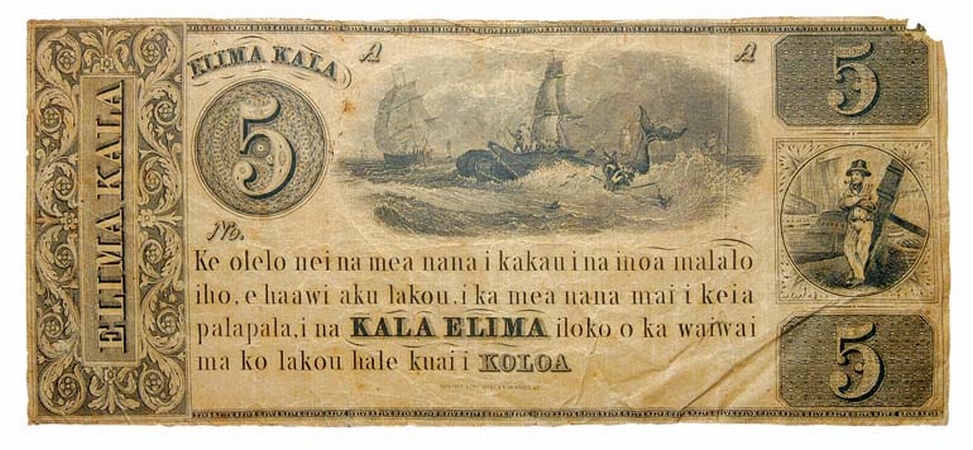 ELIMA KALA
ELIMA KALA
A
A
5
5
No.
Ke olelo nei na mea nana i kakau i na inoa malalo
iho, e haawi aku lakou, i ka mea nana mai i keia
palapala, i na KALA ELIMA iloko o ka waiwai
ma ko lakou hale kuai i KOLOA
5